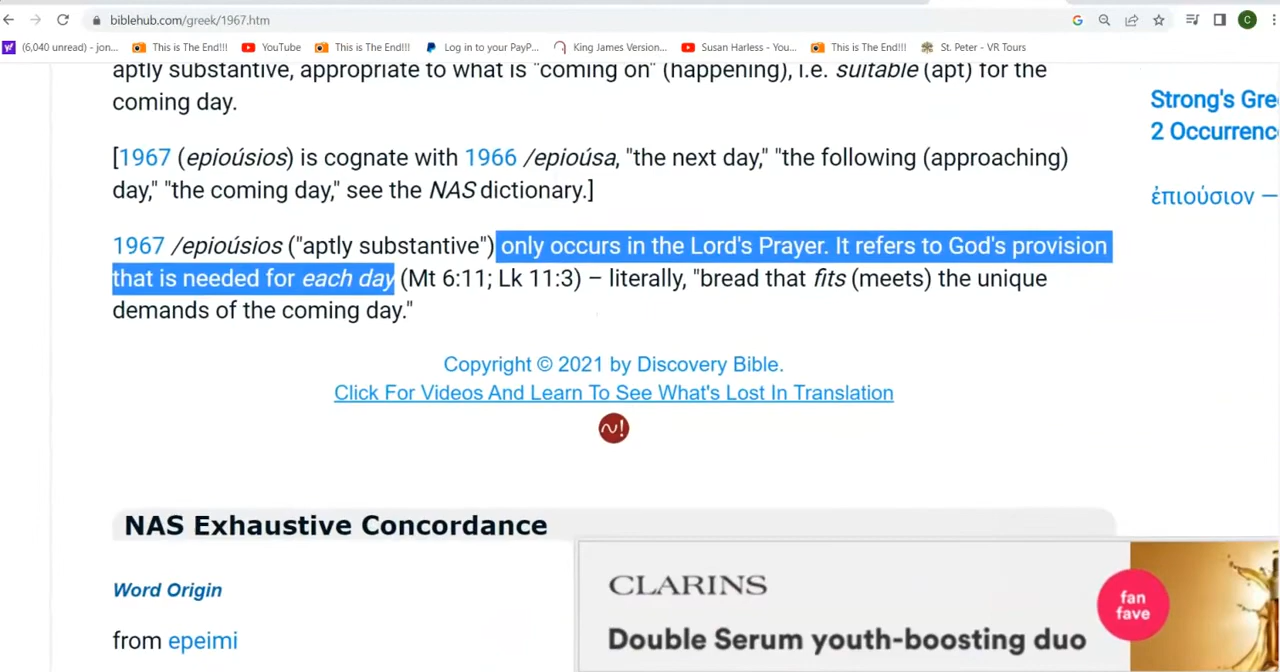 biblehub.com/greek/1967.htm
(6,040 unread) - jon... This is The End!!! YouTube This is The End!!! Log in to your PayP... King James Version... Susan Harless - You... This is The End!!! St. Peter - VR Tours
aptly substantive, appropriate to what is "coming on" (happening), i.e. suitable (apt) for the
coming day.
Strong's Gre
2 Occurrenc
[1967 (epioúsios) is cognate with 1966 /epioúsa, "the next day," "the following (approaching)
day," "the coming day," see the NAS dictionary.]
ἐπιούσιον —
1967 /epioúsios ("aptly substantive") only occurs in the Lord's Prayer. It refers to God's provision
that is needed for each day (Mt 6:11; Lk 11:3) – literally, "bread that fits (meets) the unique
demands of the coming day."
Copyright © 2021 by Discovery Bible.
Click For Videos And Learn To See What's Lost In Translation
NAS Exhaustive Concordance
Word Origin
from epeimi
CLARINS
Double Serum youth-boosting duo
fan
fave